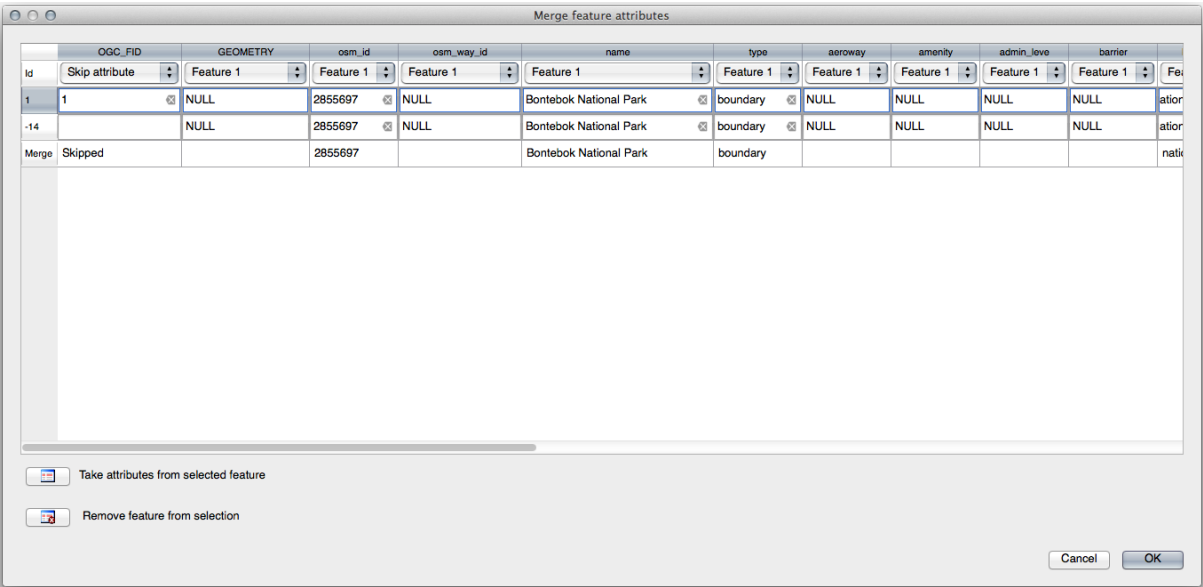 Merge feature attributes
OGC_FID GEOMETRY osm_id osm_way_id name type aeroway amenity admin_leve barrier
Id Skip attribute Feature 1 Feature 1 Feature 1 Feature 1 Feature 1 Feature 1 Feature 1 Feature 1 Feature 1 Fea
1 1 NULL 2855697 NULL Bontebok National Park boundary NULL NULL NULL NULL ation
-14 NULL 2855697 NULL Bontebok National Park boundary NULL NULL NULL NULL ation
Merge Skipped 2855697 Bontebok National Park boundary natic
Take attributes from selected feature
Remove feature from selection
Cancel OK